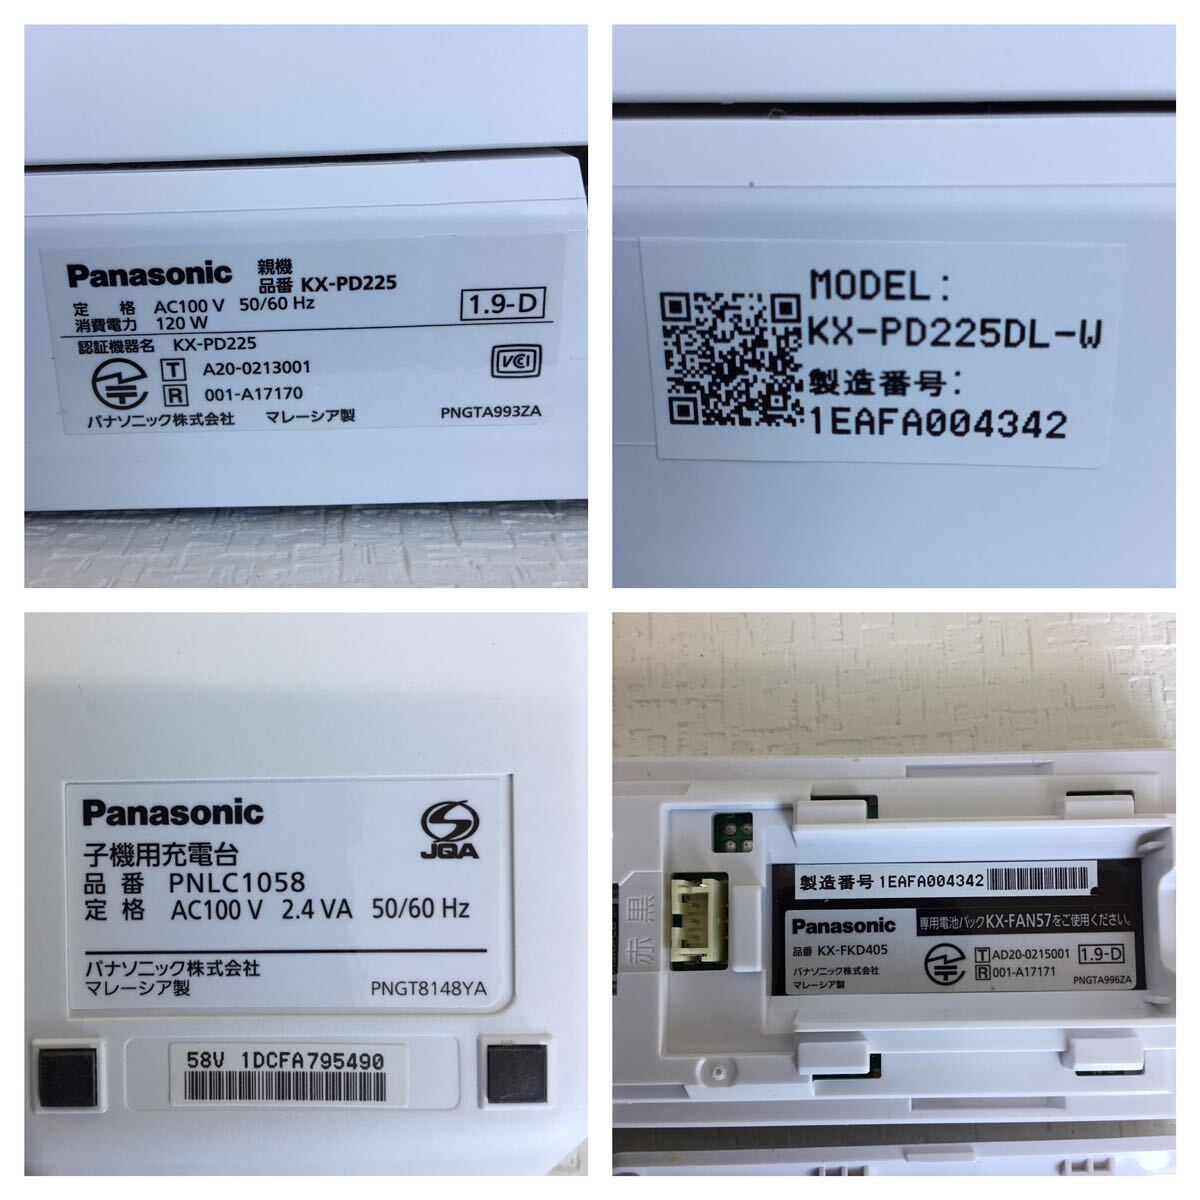 Panasonic 親機 品番 KX-PD225
定 格 AC100 V 50/60 Hz
消費電力 120 W
1.9-D
認証機器名 KX-PD225
T A20-0213001
R 001-A17170
VCCI
パナソニック株式会社 マレーシア製 PNGTA993ZA
MODEL:
KX-PD225DL-W
製造番号:
1EAFA004342
Panasonic
JQA
子機用充電台
品 番 PNLC1058
定 格 AC100 V 2.4 VA 50/60 Hz
パナソニック株式会社
マレーシア製 PNGT8148YA
58V 1DCFA795490
赤 黒
製造番号 1EAFA004342
Panasonic 専用電池パックKX-FAN57をご使用ください。
品番 KX-FKD405
T AD20-0215001 1.9-D
パナソニック株式会社
R 001-A17171
マレーシア製 PNGTA996ZA